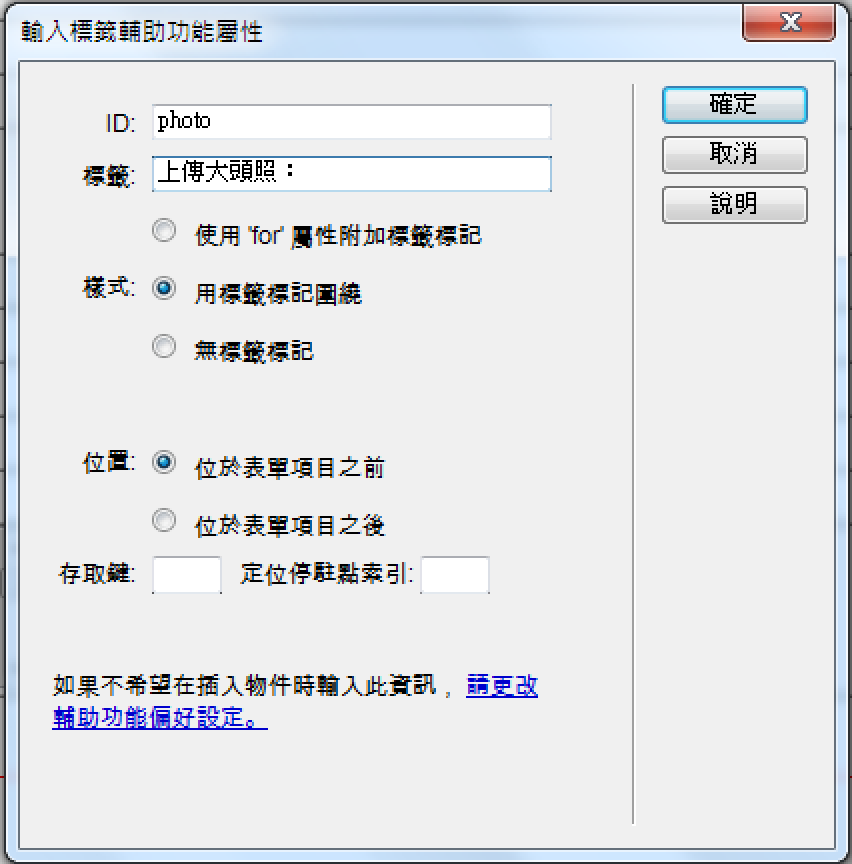 輸入標籤輔助功能屬性
ID: photo
標籤: 上傳大頭照：
使用 'for' 屬性附加標籤標記
樣式: 用標籤標記圍繞
無標籤標記
位置: 位於表單項目之前
位於表單項目之後
存取鍵: 定位停駐點索引:
如果不希望在插入物件時輸入此資訊，請更改
輔助功能偏好設定。
確定
取消
說明